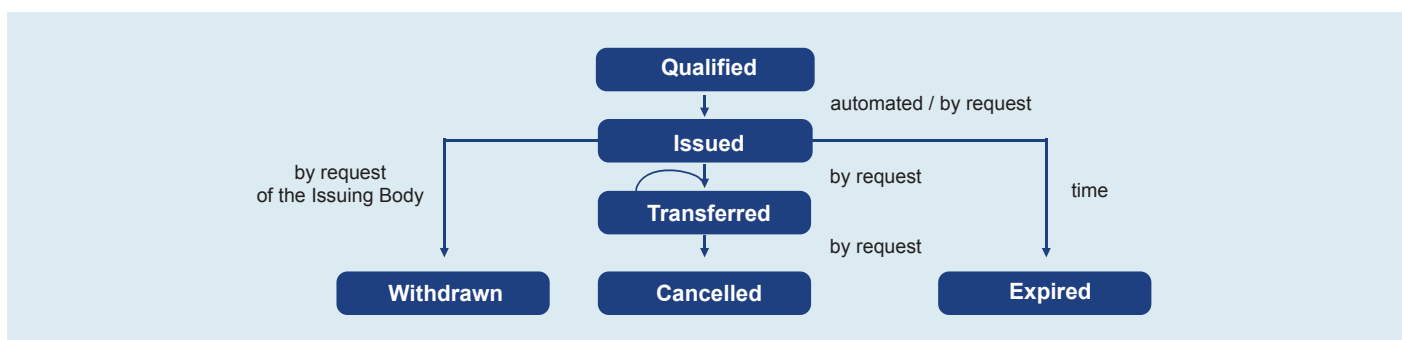 Qualified
automated / by request
Issued
by request
of the Issuing Body
by request
time
Transferred
by request
Withdrawn
Cancelled
Expired